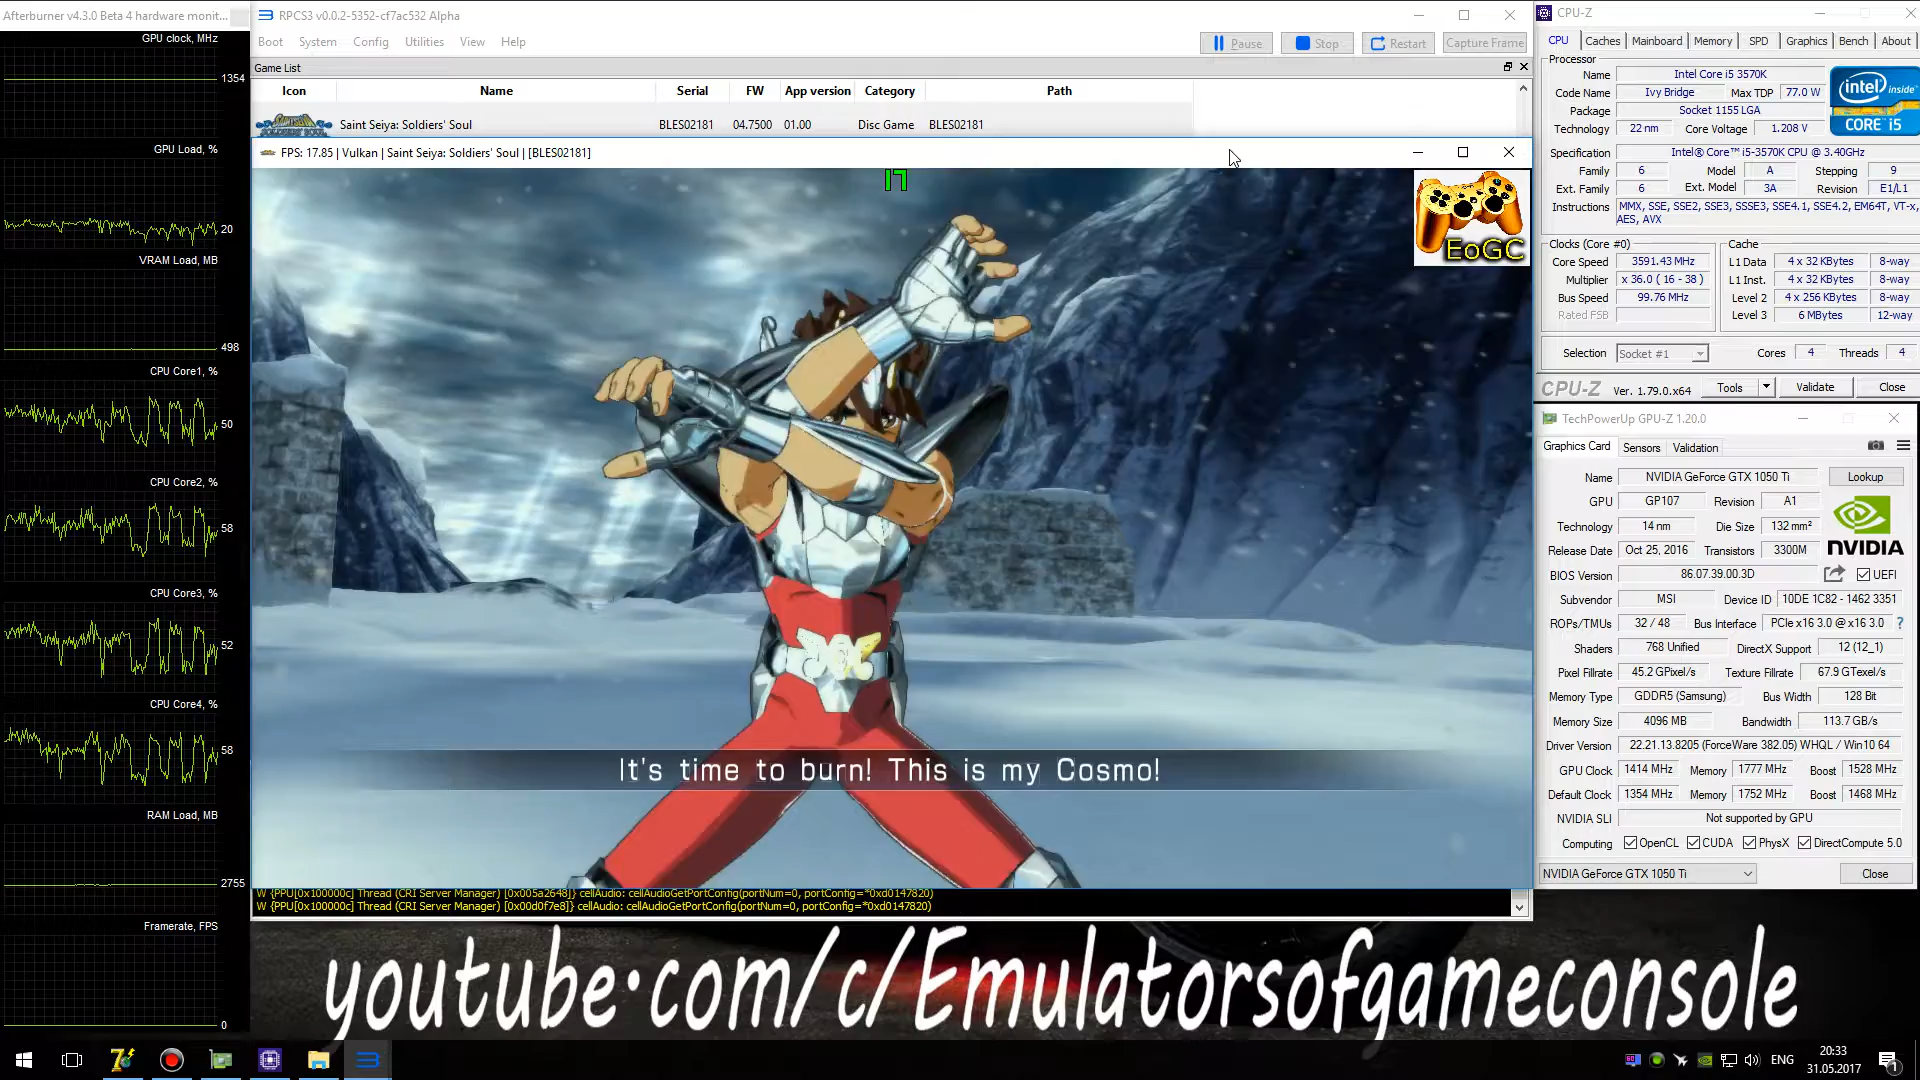 Afterburner v4.3.0 Beta 4 hardware monit...
GPU clock, MHz
1354
GPU Load, %
20
VRAM Load, MB
498
CPU Core1, %
50
CPU Core2, %
58
CPU Core3, %
52
CPU Core4, %
58
RAM Load, MB
2755
Framerate, FPS
0
RPCS3 v0.0.2-5352-cf7ac532 Alpha
Boot System Config Utilities View Help
Pause Stop Restart Capture Frame
Game List
Icon Name Serial FW App version Category Path
Saint Seiya: Soldiers' Soul BLES02181 04.7500 01.00 Disc Game BLES02181
FPS: 17.85 | Vulkan | Saint Seiya: Soldiers' Soul | [BLES02181]
17
EoGC
It's time to burn! This is my Cosmo!
W {PPU[0x100000c] Thread (CRI Server Manager) [0x005a2648]} cellAudio: cellAudioGetPortConfig(portNum=0, portConfig=*0xd0147820)
W {PPU[0x100000c] Thread (CRI Server Manager) [0x00d0f7e8]} cellAudio: cellAudioGetPortConfig(portNum=0, portConfig=*0xd0147820)
youtube.com/c/Emulatorsofgameconsole
CPU-Z
CPU Caches Mainboard Memory SPD Graphics Bench About
Processor
Name Intel Core i5 3570K
Code Name Ivy Bridge Max TDP 77.0 W
Package Socket 1155 LGA
Technology 22 nm Core Voltage 1.208 V
intel inside
CORE i5
Specification Intel® Core™ i5-3570K CPU @ 3.40GHz
Family 6 Model A Stepping 9
Ext. Family 6 Ext. Model 3A Revision E1/L1
Instructions MMX, SSE, SSE2, SSE3, SSSE3, SSE4.1, SSE4.2, EM64T, VT-x,
AES, AVX
Clocks (Core #0) Cache
Core Speed 3591.43 MHz L1 Data 4 x 32 KBytes 8-way
Multiplier x 36.0 ( 16 - 38 ) L1 Inst. 4 x 32 KBytes 8-way
Bus Speed 99.76 MHz Level 2 4 x 256 KBytes 8-way
Rated FSB Level 3 6 MBytes 12-way
Selection Socket #1 Cores 4 Threads 4
CPU-Z Ver. 1.79.0.x64 Tools Validate Close
TechPowerUp GPU-Z 1.20.0
Graphics Card Sensors Validation
Name NVIDIA GeForce GTX 1050 Ti Lookup
GPU GP107 Revision A1
Technology 14 nm Die Size 132 mm²
Release Date Oct 25, 2016 Transistors 3300M
NVIDIA
BIOS Version 86.07.39.00.3D UEFI
Subvendor MSI Device ID 10DE 1C82 - 1462 3351
ROPs/TMUs 32 / 48 Bus Interface PCIe x16 3.0 @ x16 3.0 ?
Shaders 768 Unified DirectX Support 12 (12_1)
Pixel Fillrate 45.2 GPixel/s Texture Fillrate 67.9 GTexel/s
Memory Type GDDR5 (Samsung) Bus Width 128 Bit
Memory Size 4096 MB Bandwidth 113.7 GB/s
Driver Version 22.21.13.8205 (ForceWare 382.05) WHQL / Win10 64
GPU Clock 1414 MHz Memory 1777 MHz Boost 1528 MHz
Default Clock 1354 MHz Memory 1752 MHz Boost 1468 MHz
NVIDIA SLI Not supported by GPU
Computing OpenCL CUDA PhysX DirectCompute 5.0
NVIDIA GeForce GTX 1050 Ti Close
ENG
20:33
31.05.2017
1